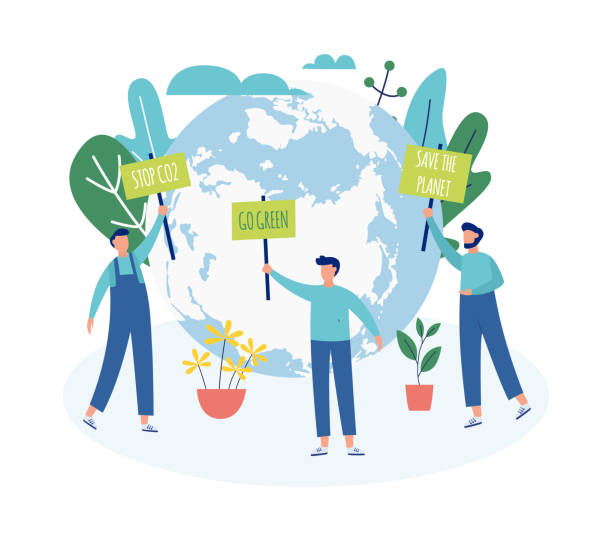 STOP CO2
GO GREEN
SAVE THE
PLANET